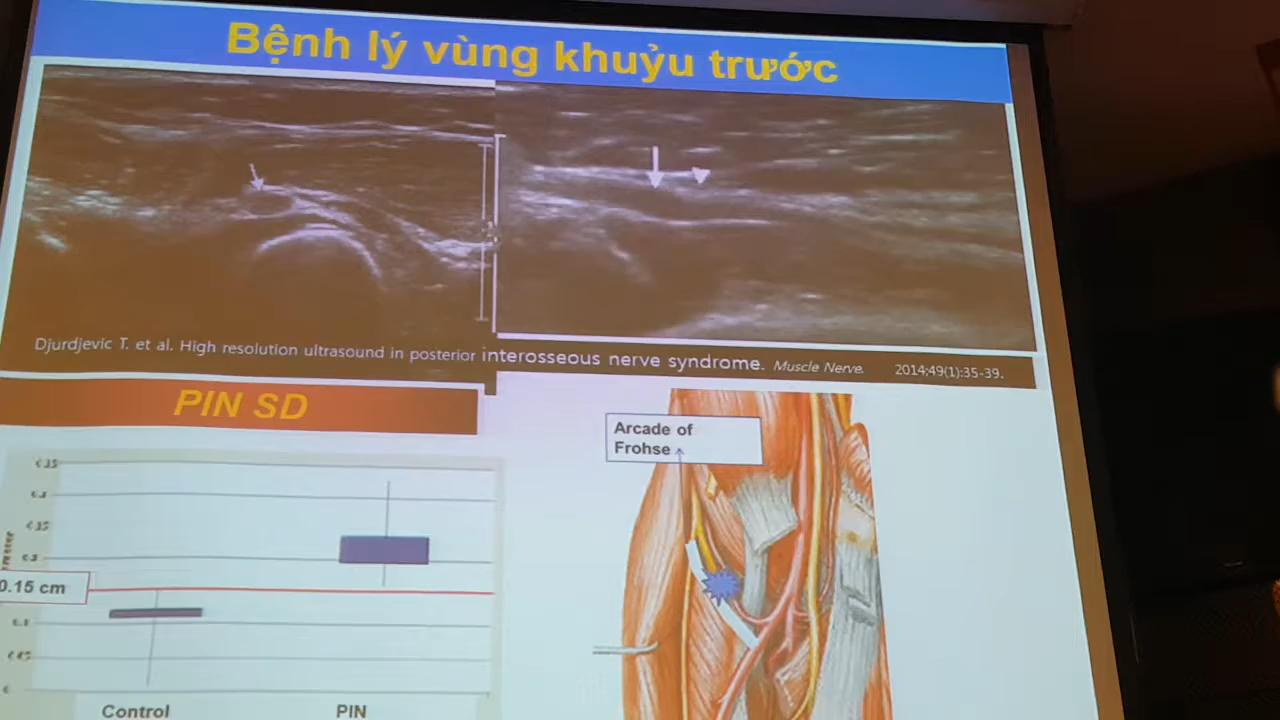 Bệnh lý vùng khuỷu trước
Djurdjevic T. et al. High resolution ultrasound in posterior interosseous nerve syndrome. Muscle Nerve. 2014;49(1):35-39.
PIN SD
Arcade of
Frohse
0.15 cm
Control
PIN